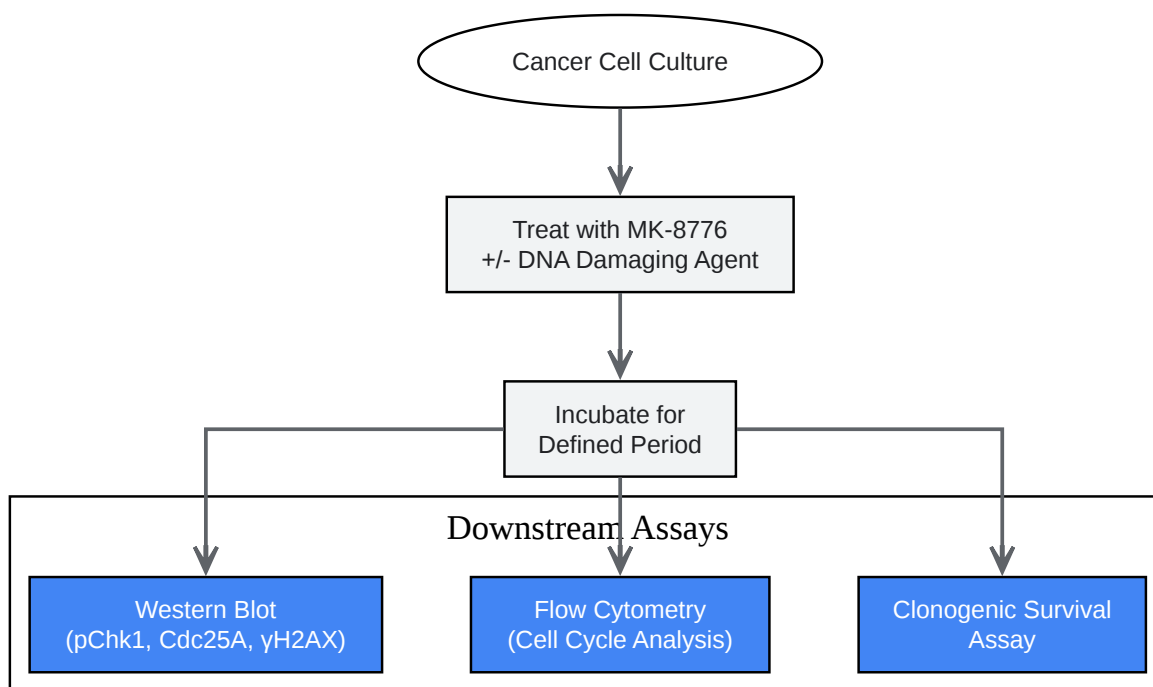 Cancer Cell Culture
Treat with MK-8776
+/- DNA Damaging Agent
Incubate for
Defined Period
Downstream Assays
Western Blot
(pChk1, Cdc25A, γH2AX)
Flow Cytometry
(Cell Cycle Analysis)
Clonogenic Survival
Assay